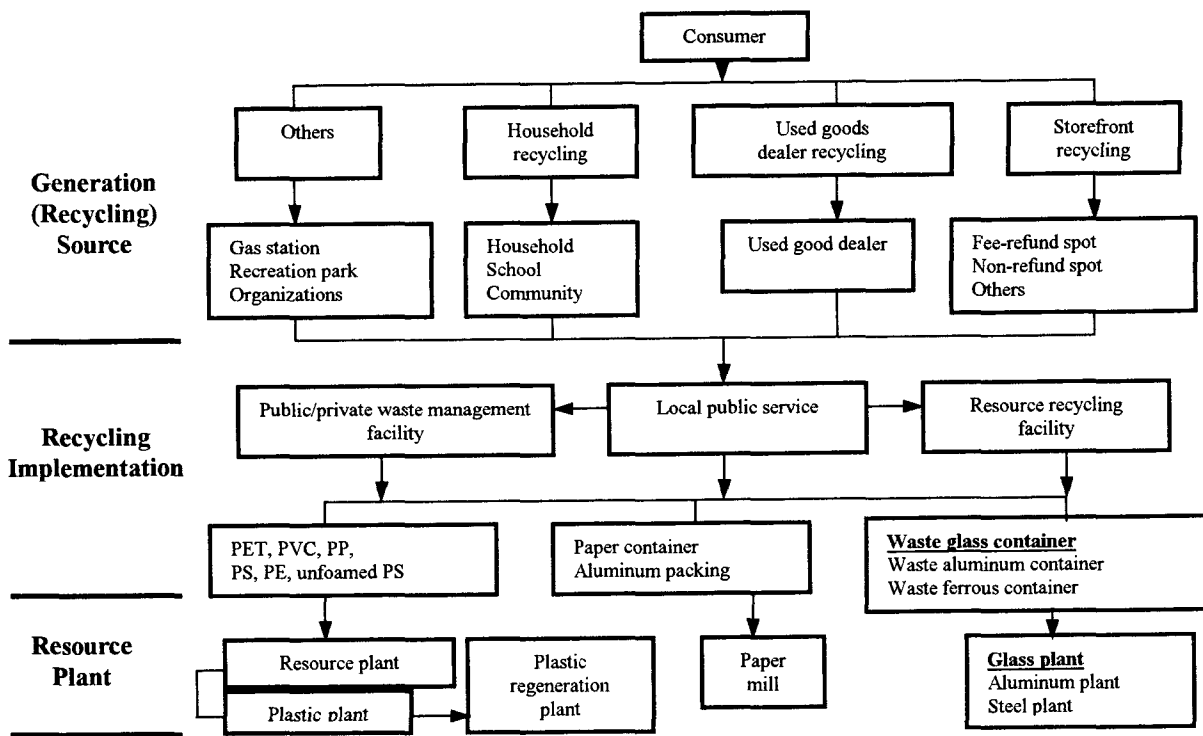 Consumer
Others
Household
recycling
Used goods
dealer recycling
Storefront
recycling
Generation
(Recycling)
Source
Gas station
Recreation park
Organizations
Household
School
Community
Used good dealer
Fee-refund spot
Non-refund spot
Others
Public/private waste management
facility
Local public service
Resource recycling
facility
Recycling
Implementation
PET, PVC, PP,
PS, PE, unfoamed PS
Paper container
Aluminum packing
Waste glass container
Waste aluminum container
Waste ferrous container
Resource
Plant
Resource plant
Plastic plant
Plastic
regeneration
plant
Paper
mill
Glass plant
Aluminum plant
Steel plant